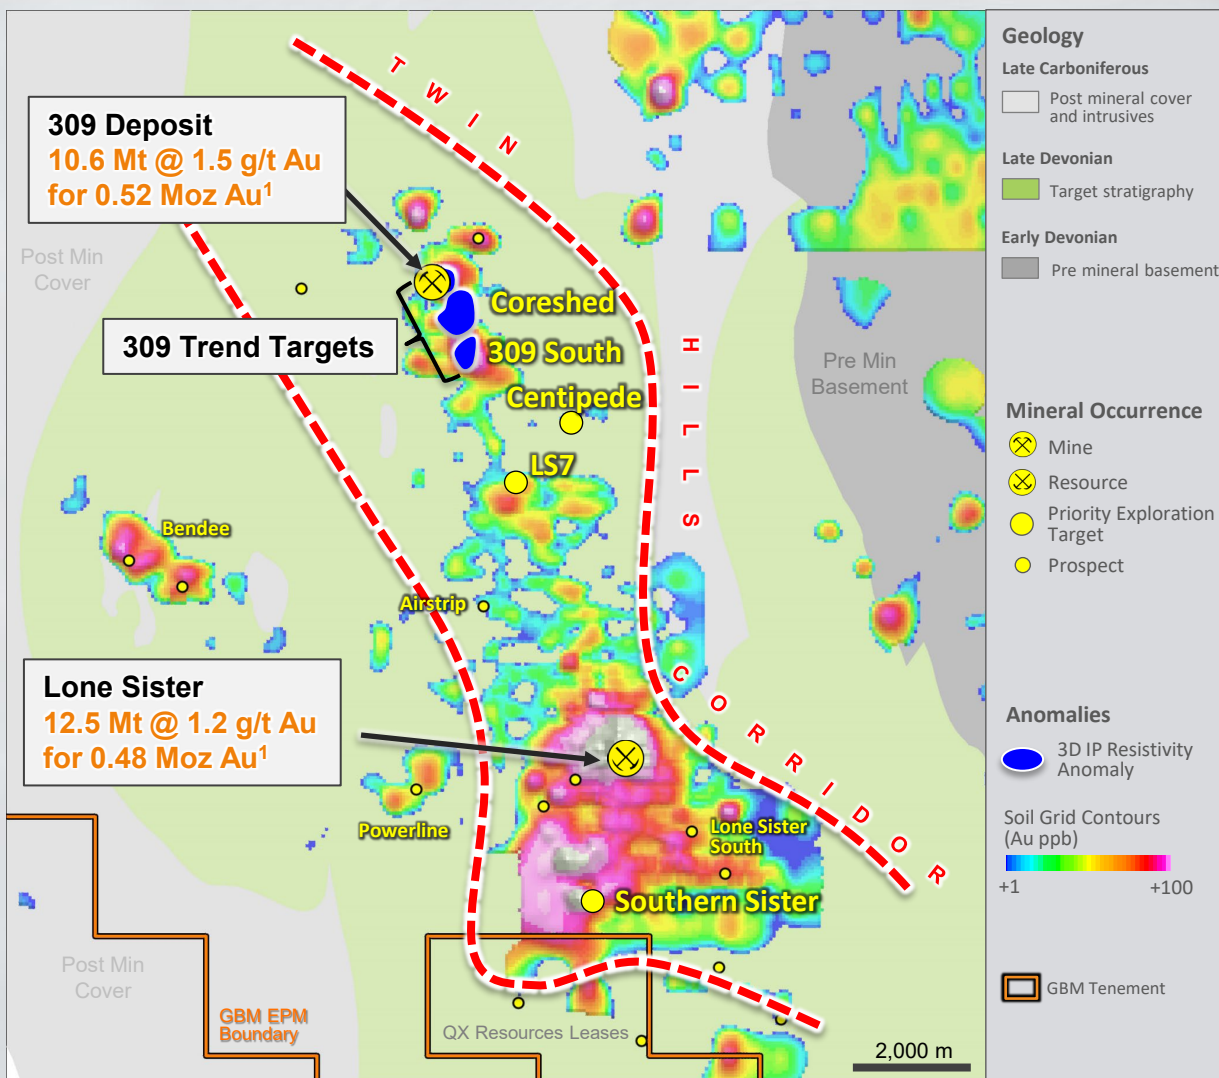 TWIN HILLS CORRIDOR
309 Deposit
10.6 Mt @ 1.5 g/t Au
for 0.52 Moz Au¹
Post Min
Cover
309 Trend Targets
Coreshed
309 South
Centipede
LS7
Pre Min
Basement
Bendee
Airstrip
Lone Sister
12.5 Mt @ 1.2 g/t Au
for 0.48 Moz Au¹
Powerline
Lone Sister
South
Southern Sister
Post Min
Cover
GBM EPM
Boundary
QX Resources Leases
2,000 m
Geology
Late Carboniferous
Post mineral cover
and intrusives
Late Devonian
Target stratigraphy
Early Devonian
Pre mineral basement
Mineral Occurrence
Mine
Resource
Priority Exploration
Target
Prospect
Anomalies
3D IP Resistivity
Anomaly
Soil Grid Contours
(Au ppb)
+1 +100
GBM Tenement